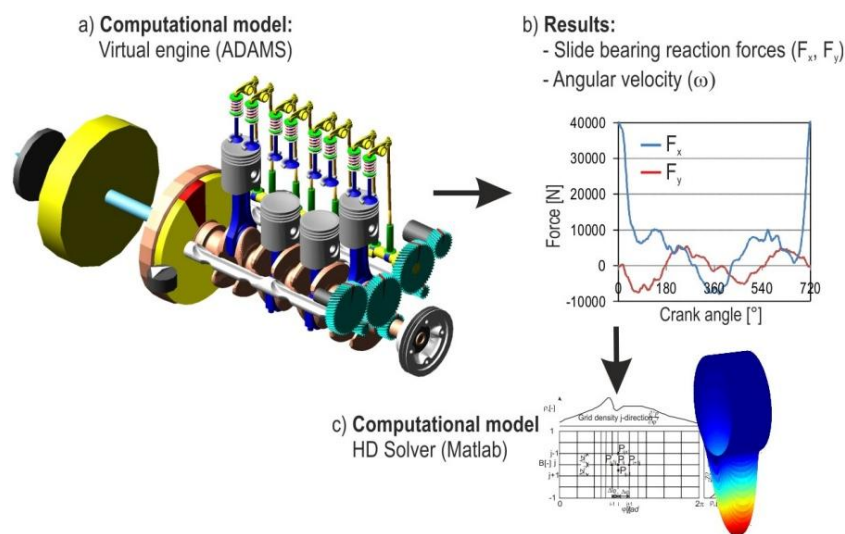 a) Computational model:
Virtual engine (ADAMS)
b) Results:
- Slide bearing reaction forces (Fx, Fy)
- Angular velocity (ω)
Force [N]
40000
30000
20000
10000
0
-10000
Fx
Fy
0 180 360 540 720
Crank angle [°]
c) Computational model
HD Solver (Matlab)
Grid density j-direction
1
j-1
B[-] j
j+1
-1
0
2π